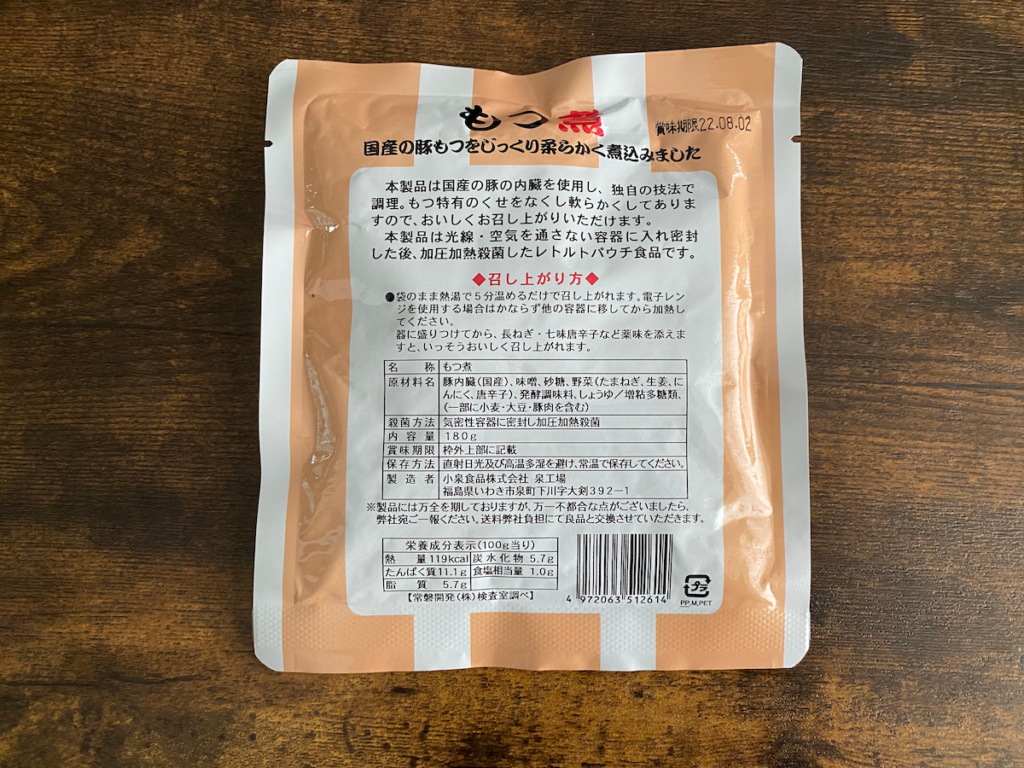 もつ煮
賞味期限22.08.02
国産の豚もつをじっくり柔らかく煮込みました
本製品は国産の豚の内臓を使用し、独自の技法で
調理。もつ特有のくせをなくし軟らかくしてあります
すので、おいしくお召し上がりいただけます。
本製品は光線・空気を通さない容器に入れ密封
した後、加圧加熱殺菌したレトルトパウチ食品です。
◆召し上がり方◆
●袋のまま熱湯で5分温めるだけで召し上がれます。電子レン
ジを使用する場合はかならず他の容器に移してから加熱し
てください。
器に盛りつけてから、長ねぎ・七味唐辛子など薬味を添えま
すと、いっそうおいしく召し上がれます。
名称 もつ煮
原材料名 豚内臓(国産)、味噌、砂糖、野菜(たまねぎ、生姜、に
んにく、唐辛子)、発酵調味料、しょうゆ/増粘多糖類、
(一部に小麦・大豆・豚肉を含む)
殺菌方法 気密性容器に密封し加圧加熱殺菌
内容量 180g
賞味期限 枠外上部に記載
保存方法 直射日光及び高温多湿を避け、常温で保存してください。
製造者 小泉食品株式会社 泉工場
福島県いわき市泉町下川字大剣392-1
※製品には万全を期しておりますが、万一不都合な点がございましたら、
弊社宛ご一報ください。送料弊社負担にて良品と交換させていただきます。
栄養成分表示(100g当り)
熱量 119kcal 炭水化物 5.7g
たんぱく質 11.1g 食塩相当量 1.0g
脂質 5.7g
【常磐開発(株)検査室調べ】
4 972063 512614
プラ
PP,M,PET